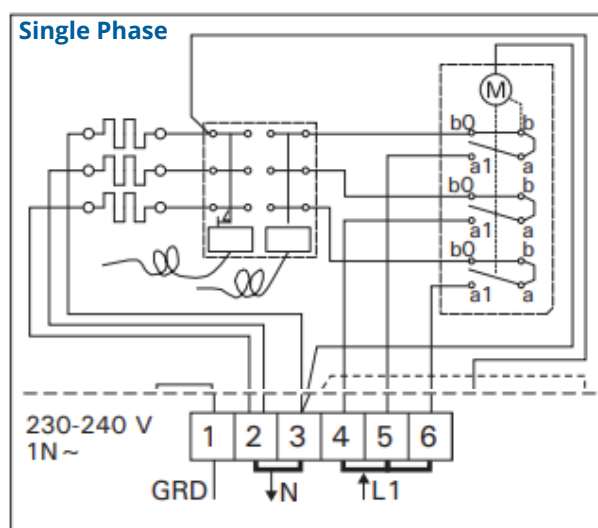 Single Phase
M
b0 b
a1 a
b0 b
a1 a
b0 b
a1 a
230-240 V
1N~
1 2 3 4 5 6
GRD N L1